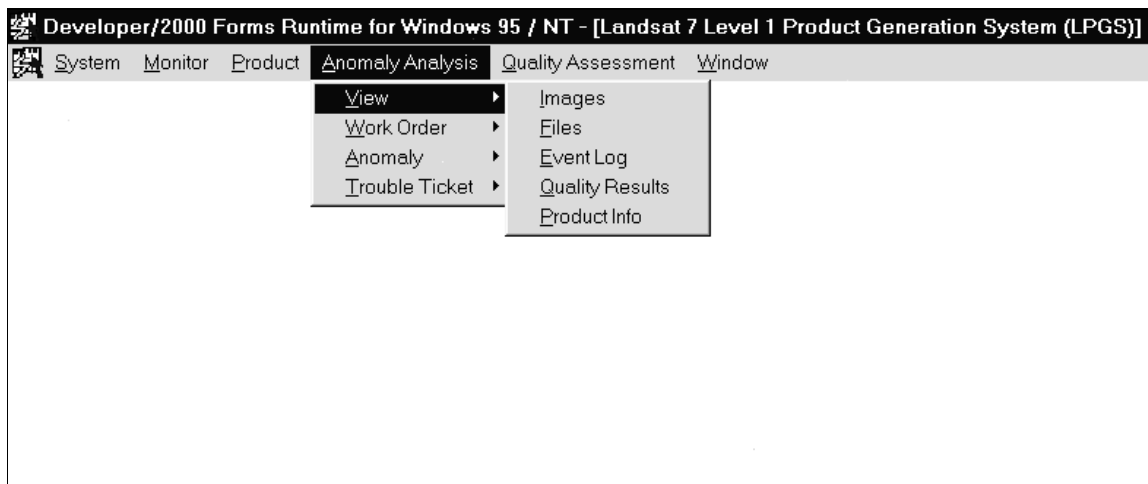 Developer/2000 Forms Runtime for Windows 95 / NT - [Landsat 7 Level 1 Product Generation System (LPGS)]
System Monitor Product Anomaly Analysis Quality Assessment Window
View Images
Work Order Files
Anomaly Event Log
Trouble Ticket Quality Results
Product Info